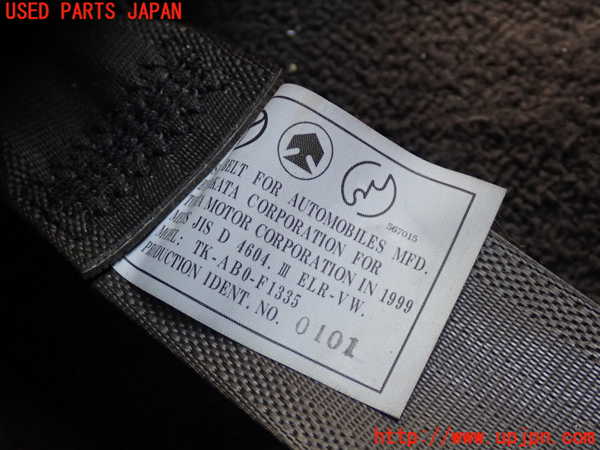 USED PARTS JAPAN
BELT FOR AUTOMOBILES MFD.
KATA CORPORATION FOR
MOTOR CORPORATION IN 1999
JIS D 4604. III ELR-VW.
TK-AB0-F1335
PRODUCTION IDENT. NO. 0101
567015
http://www.upjpn.com/